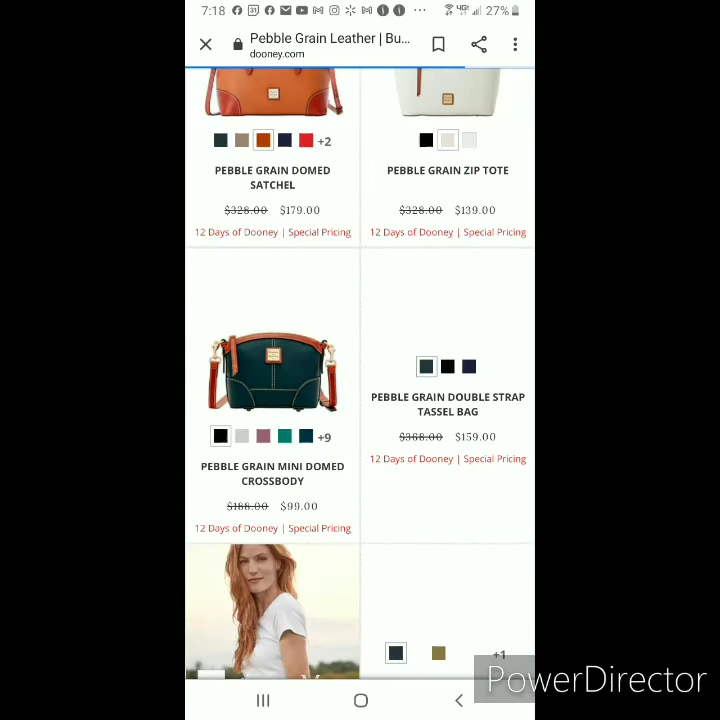 7:18
27%
Pebble Grain Leather | Bu...
dooney.com
+2
PEBBLE GRAIN DOMED
SATCHEL
$328.00 $179.00
12 Days of Dooney | Special Pricing
PEBBLE GRAIN ZIP TOTE
$328.00 $139.00
12 Days of Dooney | Special Pricing
+9
PEBBLE GRAIN MINI DOMED
CROSSBODY
$188.00 $99.00
12 Days of Dooney | Special Pricing
PEBBLE GRAIN DOUBLE STRAP
TASSEL BAG
$368.00 $159.00
12 Days of Dooney | Special Pricing
+1
PowerDirector